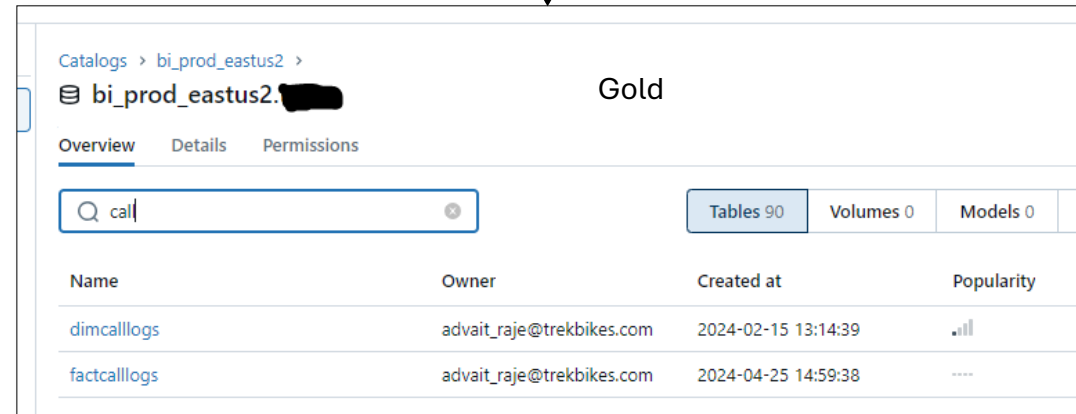 Catalogs > bi_prod_eastus2 >
bi_prod_eastus2.
Gold
Overview Details Permissions
call
Tables 90 Volumes 0 Models 0
Name Owner Created at Popularity
dimcalllogs advait_raje@trekbikes.com 2024-02-15 13:14:39
factcalllogs advait_raje@trekbikes.com 2024-04-25 14:59:38